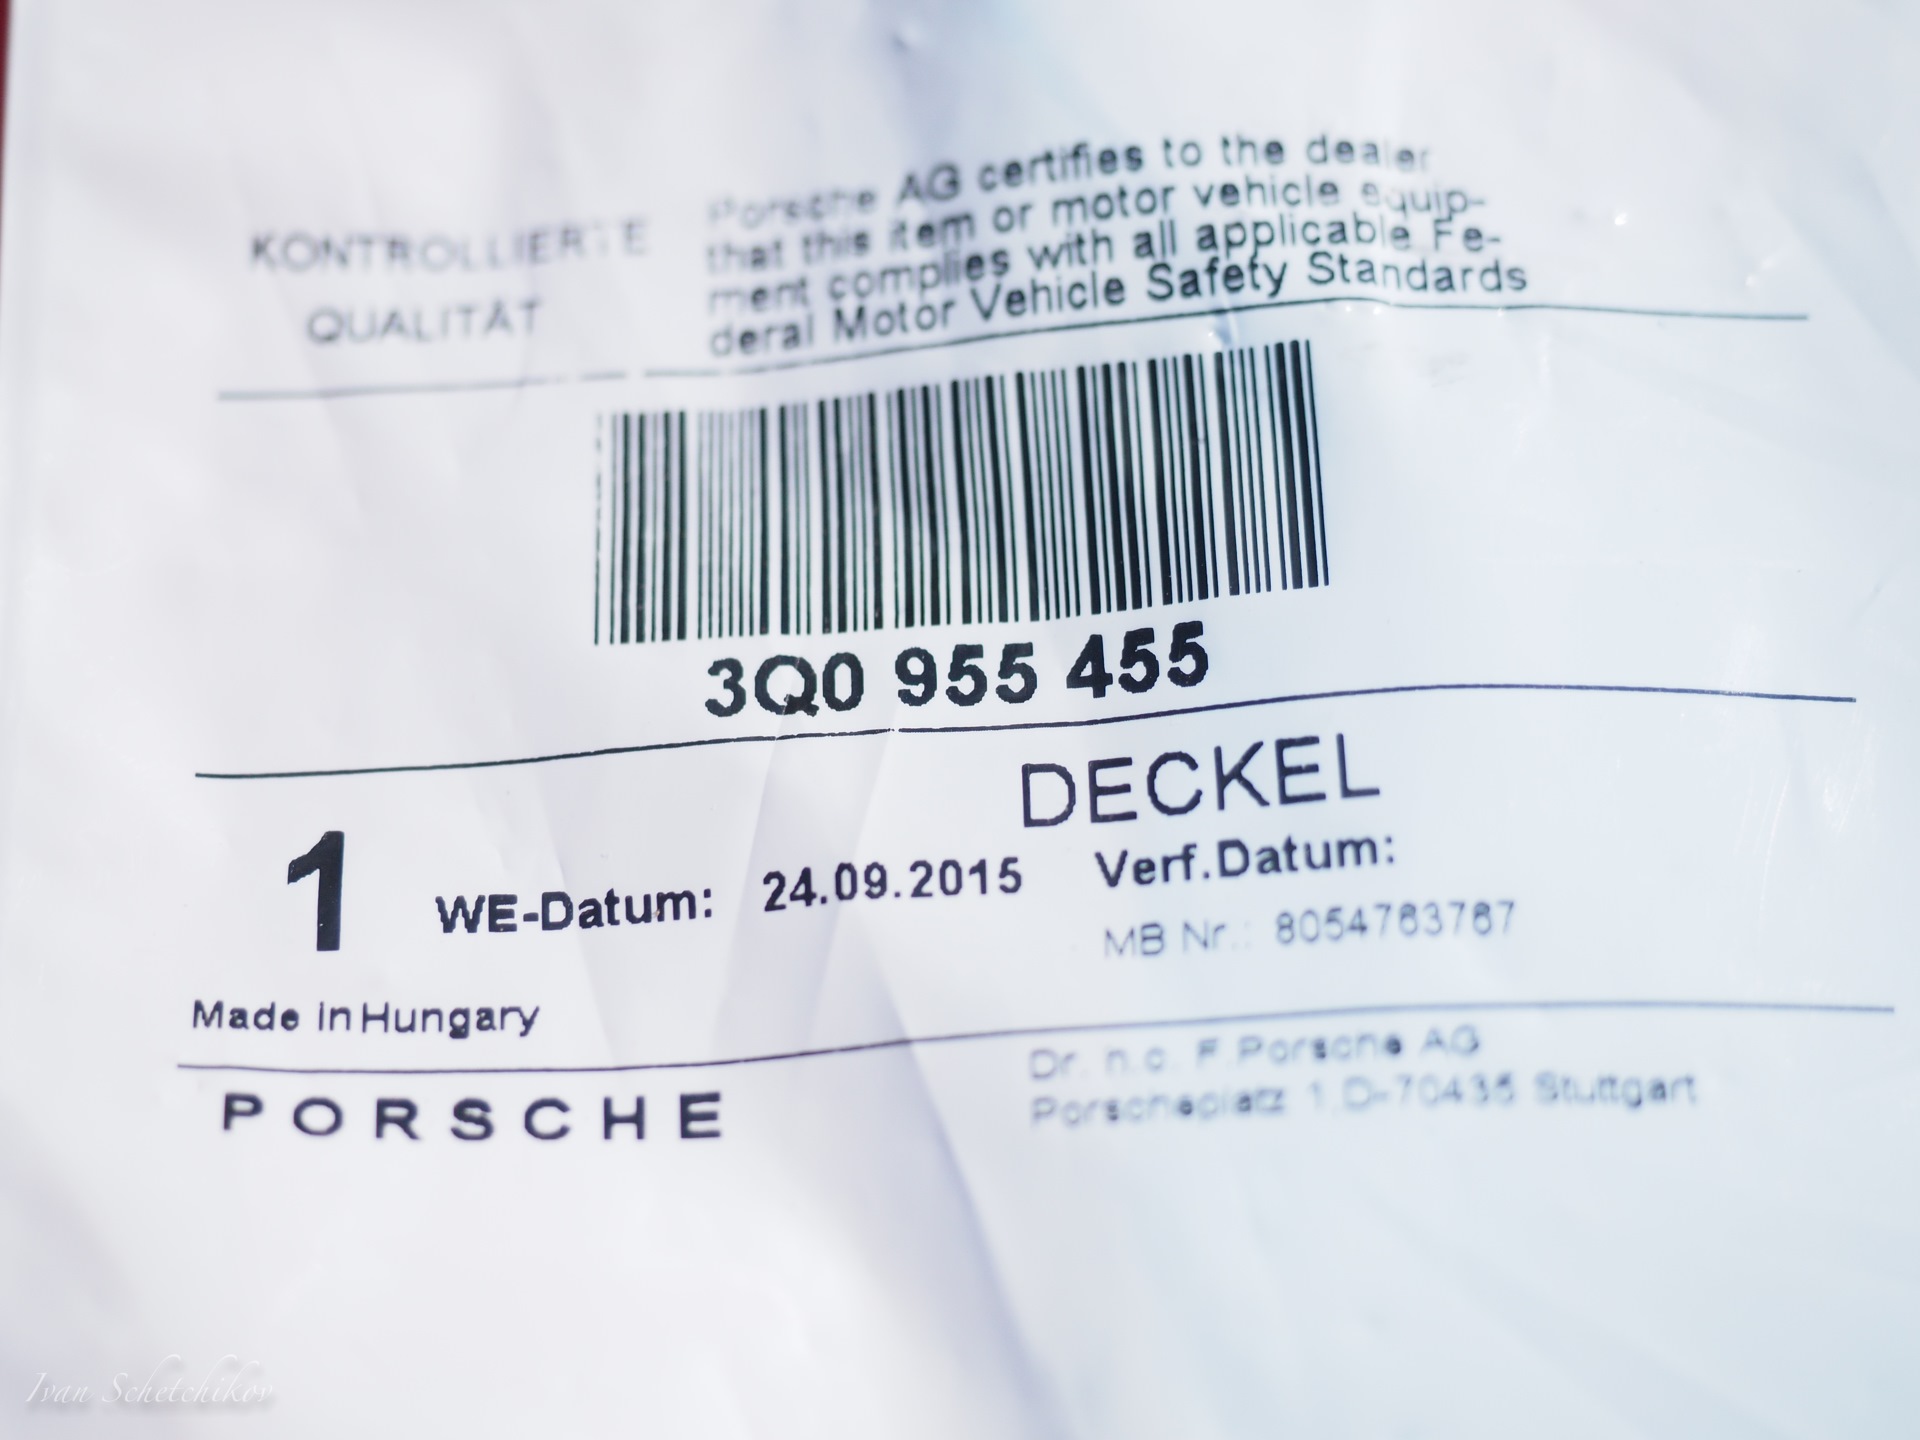 KONTROLLIERTE
QUALITÄT
Porsche AG certifies to the dealer
that this item or motor vehicle equip-
ment complies with all applicable Fe-
deral Motor Vehicle Safety Standards
3Q0 955 455
DECKEL
1 WE-Datum: 24.09.2015 Verf.Datum:
MB Nr.: 8054763767
Made in Hungary
PORSCHE
Dr. h.c. F.Porsche AG
Porscheplatz 1 D-70435 Stuttgart
Ivan Schetchikov